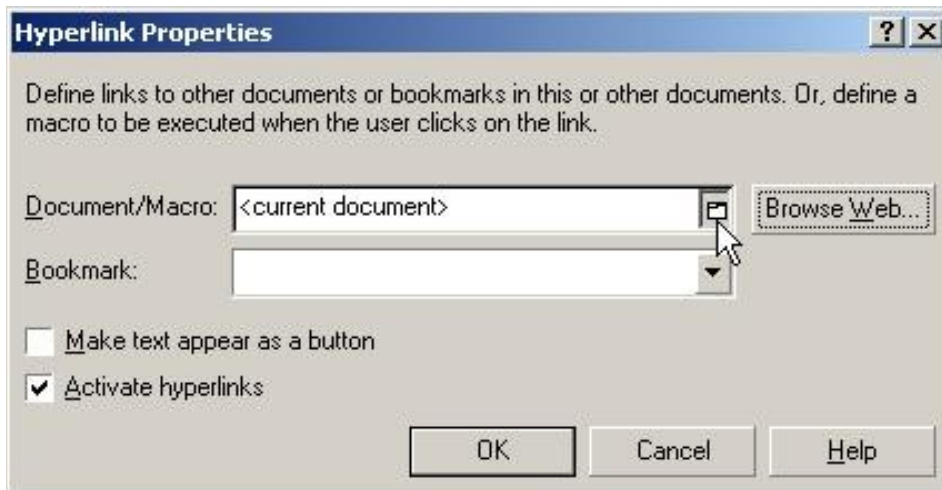 Hyperlink Properties
Define links to other documents or bookmarks in this or other documents. Or, define a
macro to be executed when the user clicks on the link.
Document/Macro: <current document> Browse Web...
Bookmark:
Make text appear as a button
Activate hyperlinks
OK Cancel Help